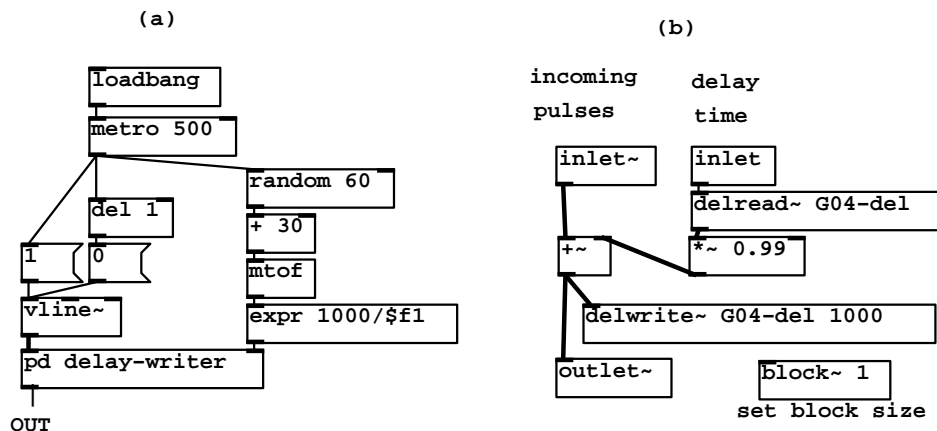 (a)
loadbang
metro 500
random 60
del 1
+ 30
1
0
mtof
vline~
expr 1000/$f1
pd delay-writer
OUT
(b)
incoming
pulses
delay
time
inlet~
inlet
delread~ G04-del
+~
*~ 0.99
delwrite~ G04-del 1000
outlet~
block~ 1
set block size